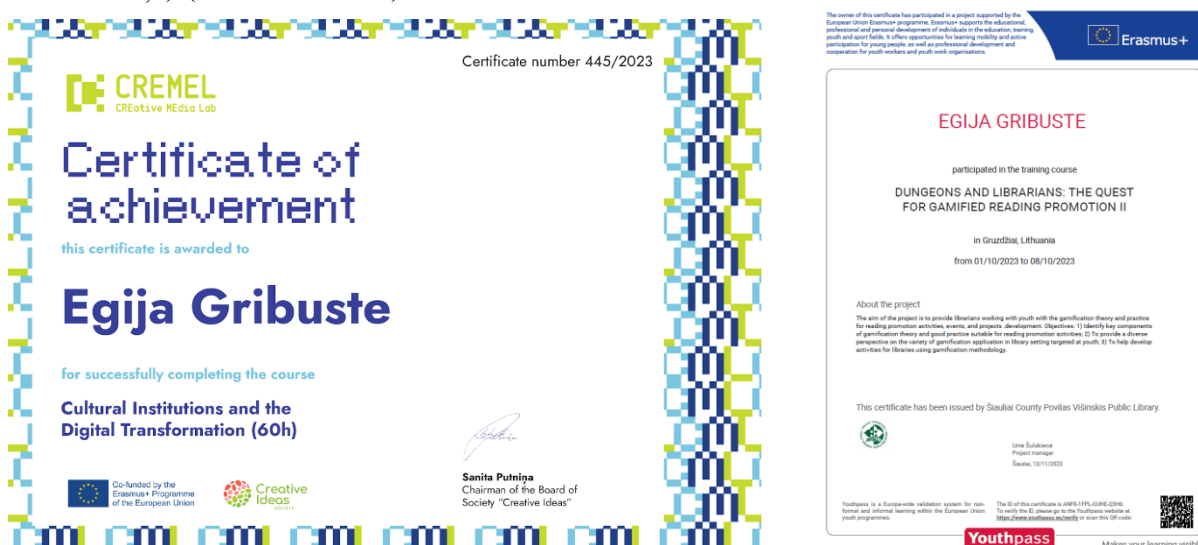 Certificate number 445/2023
CREMEL
CREative MEdia Lab
Certificate of
achievement
this certificate is awarded to
Egija Gribuste
for successfully completing the course
Cultural Institutions and the
Digital Transformation (60h)
Sanita Putniņa
Chairman of the Board of
Society "Creative Ideas"
Co-funded by the
Erasmus+ Programme
of the European Union
Creative
Ideas
SOCIETY
The owner of this certificate has participated in a project supported by the
European Union Erasmus+ programme. Erasmus+ supports the educational,
professional and personal development of individuals in the education, training,
youth and sport fields. It offers opportunities for learning mobility and active
participation for young people, as well as professional development and
cooperation for youth workers and youth work organisations.
Erasmus+
EGIJA GRIBUSTE
participated in the training course
DUNGEONS AND LIBRARIANS: THE QUEST
FOR GAMIFIED READING PROMOTION II
in Gruzdžiai, Lithuania
from 01/10/2023 to 08/10/2023
About the project
The aim of the project is to provide librarians working with youth with the gamification theory and practice
for reading promotion activities, events, and projects development. Objectives: 1) Identify key components
of gamification theory and good practice suitable for reading promotion activities; 2) To provide a diverse
perspective on the variety of gamification application in library setting targeted at youth; 3) To help develop
activities for libraries using gamification methodology.
This certificate has been issued by Šiauliai County Povilas Višinskis Public Library.
Project manager
Šiauliai, 13/11/2023
Youthpass is a Europe-wide validation system for non-
formal and informal learning within the European Union
youth programmes.
The ID of this certificate is
To verify the ID, please go to the Youthpass website at
https://www.youthpass.eu/verify or scan this QR code:
Youthpass
Makes your learning